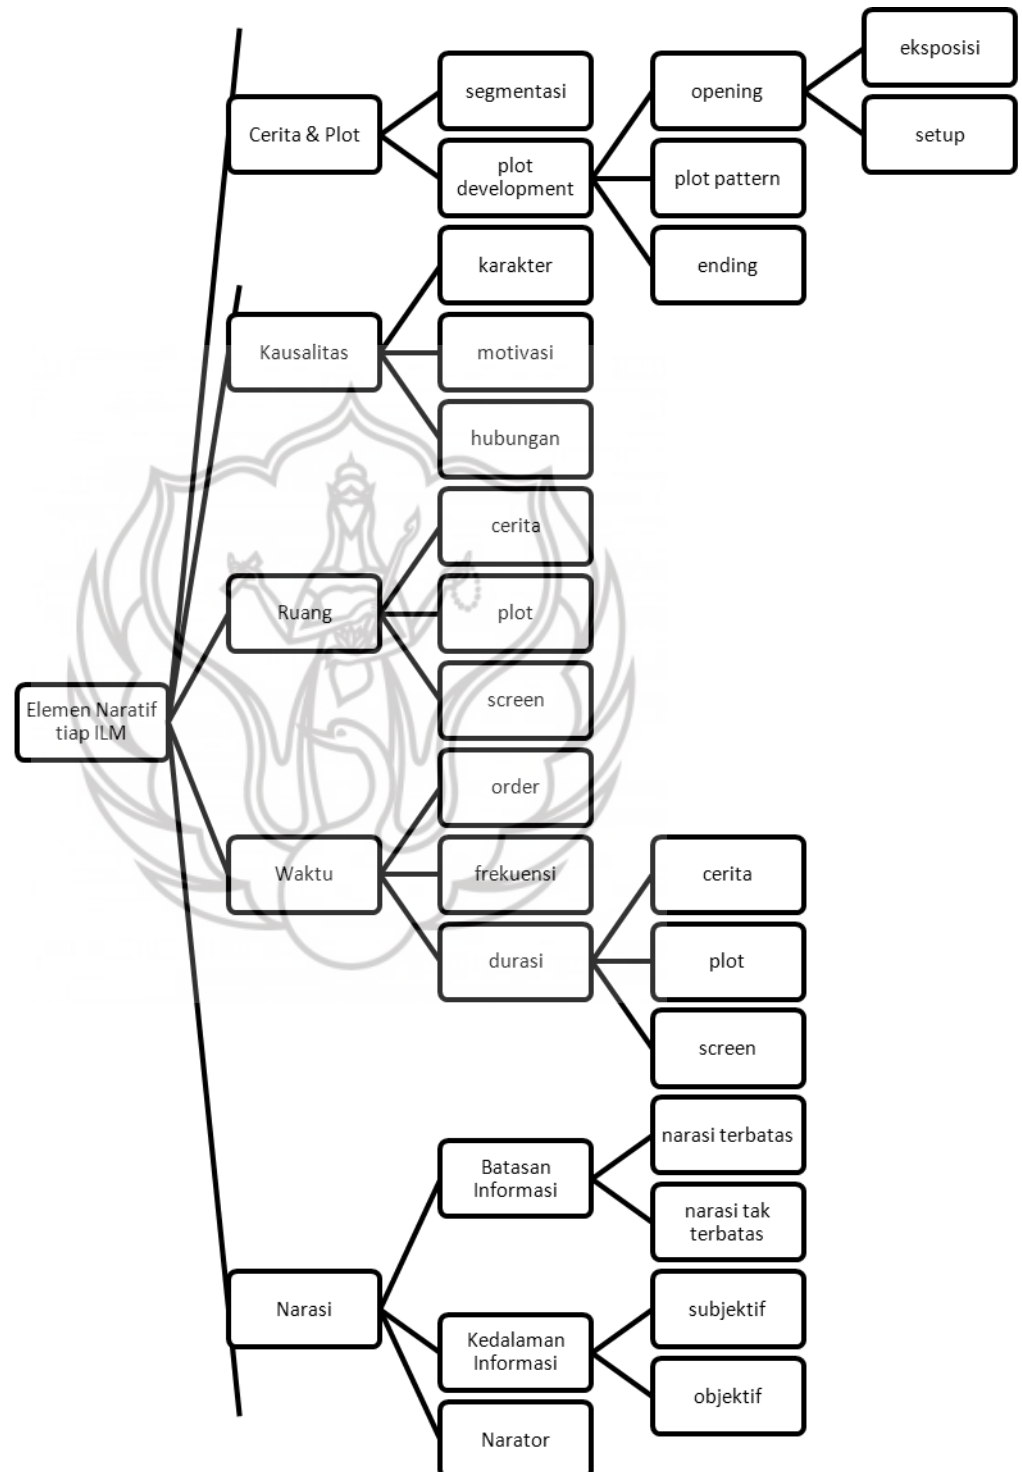 eksposisi
segmentasi
opening
Cerita & Plot
setup
plot
development
plot pattern
karakter
ending
Kausalitas
motivasi
hubungan
cerita
Ruang
plot
screen
Elemen Naratif
tiap ILM
order
Waktu
frekuensi
cerita
durasi
plot
screen
narasi terbatas
Batasan
Informasi
narasi tak
terbatas
Narasi
subjektif
Kedalaman
Informasi
objektif
Narator